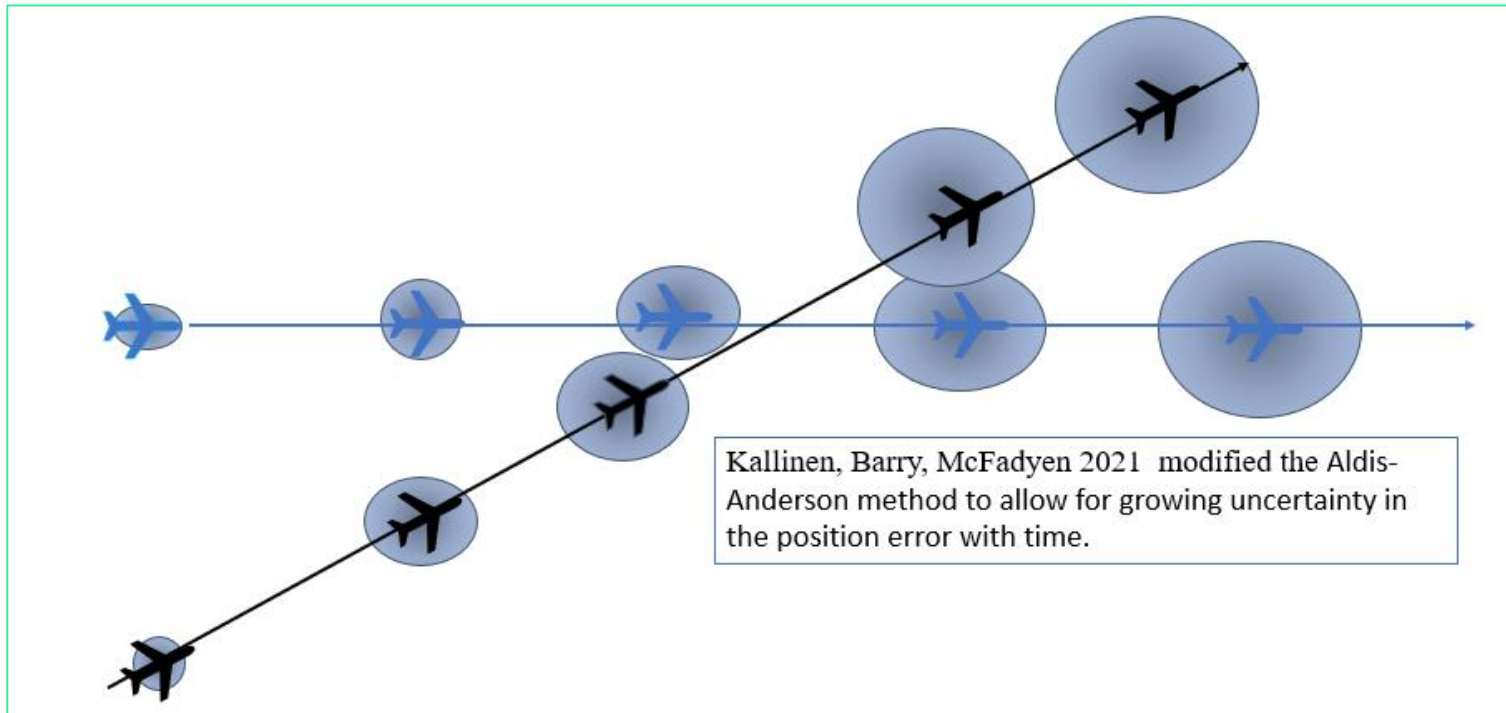 Kallinen, Barry, McFadyen 2021  modified the Aldis-
Anderson method to allow for growing uncertainty in
the position error with time.